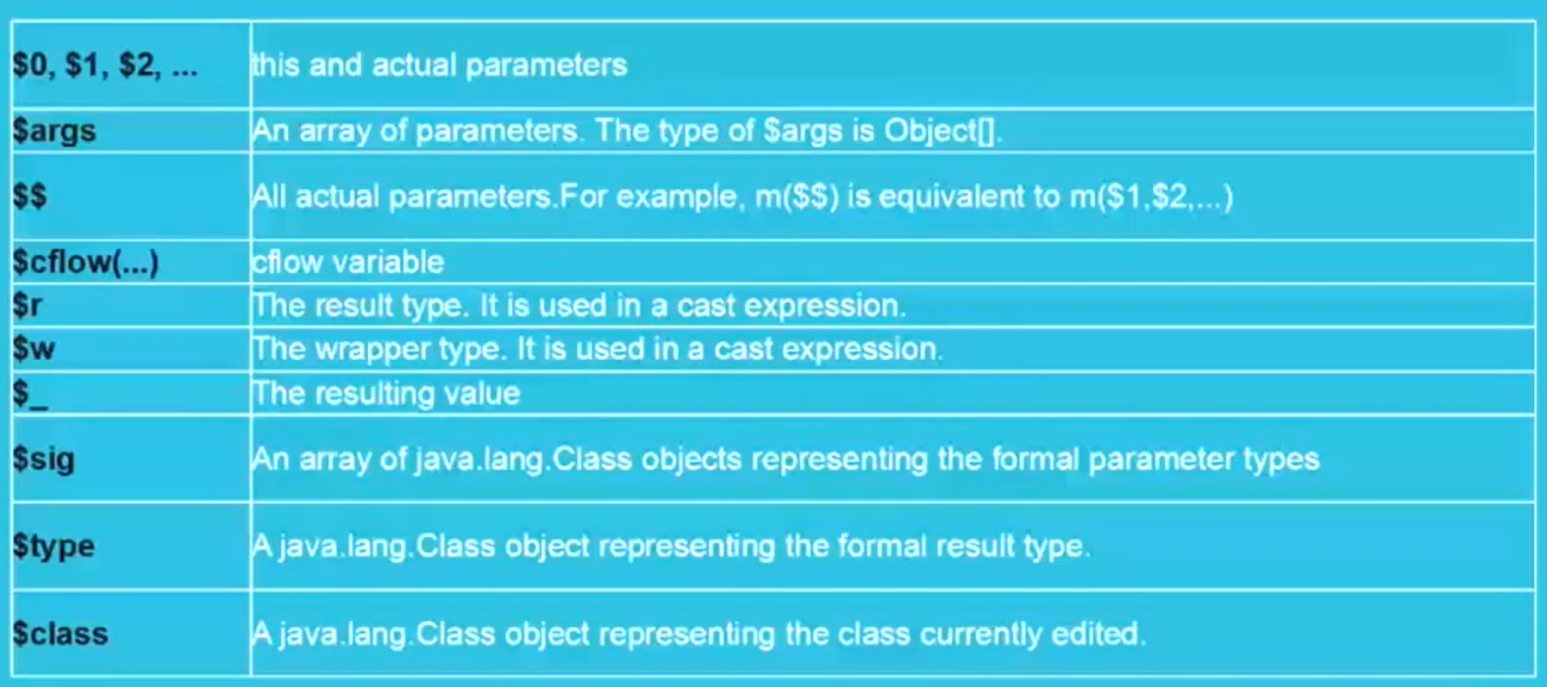 $0, $1, $2, ... this and actual parameters
$args An array of parameters. The type of $args is Object[].
$$ All actual parameters.For example, m($$) is equivalent to m($1,$2,...)
$cflow(...) cflow variable
$r The result type. It is used in a cast expression.
$w The wrapper type. It is used in a cast expression.
$_ The resulting value
$sig An array of java.lang.Class objects representing the formal parameter types
$type A java.lang.Class object representing the formal result type.
$class A java.lang.Class object representing the class currently edited.